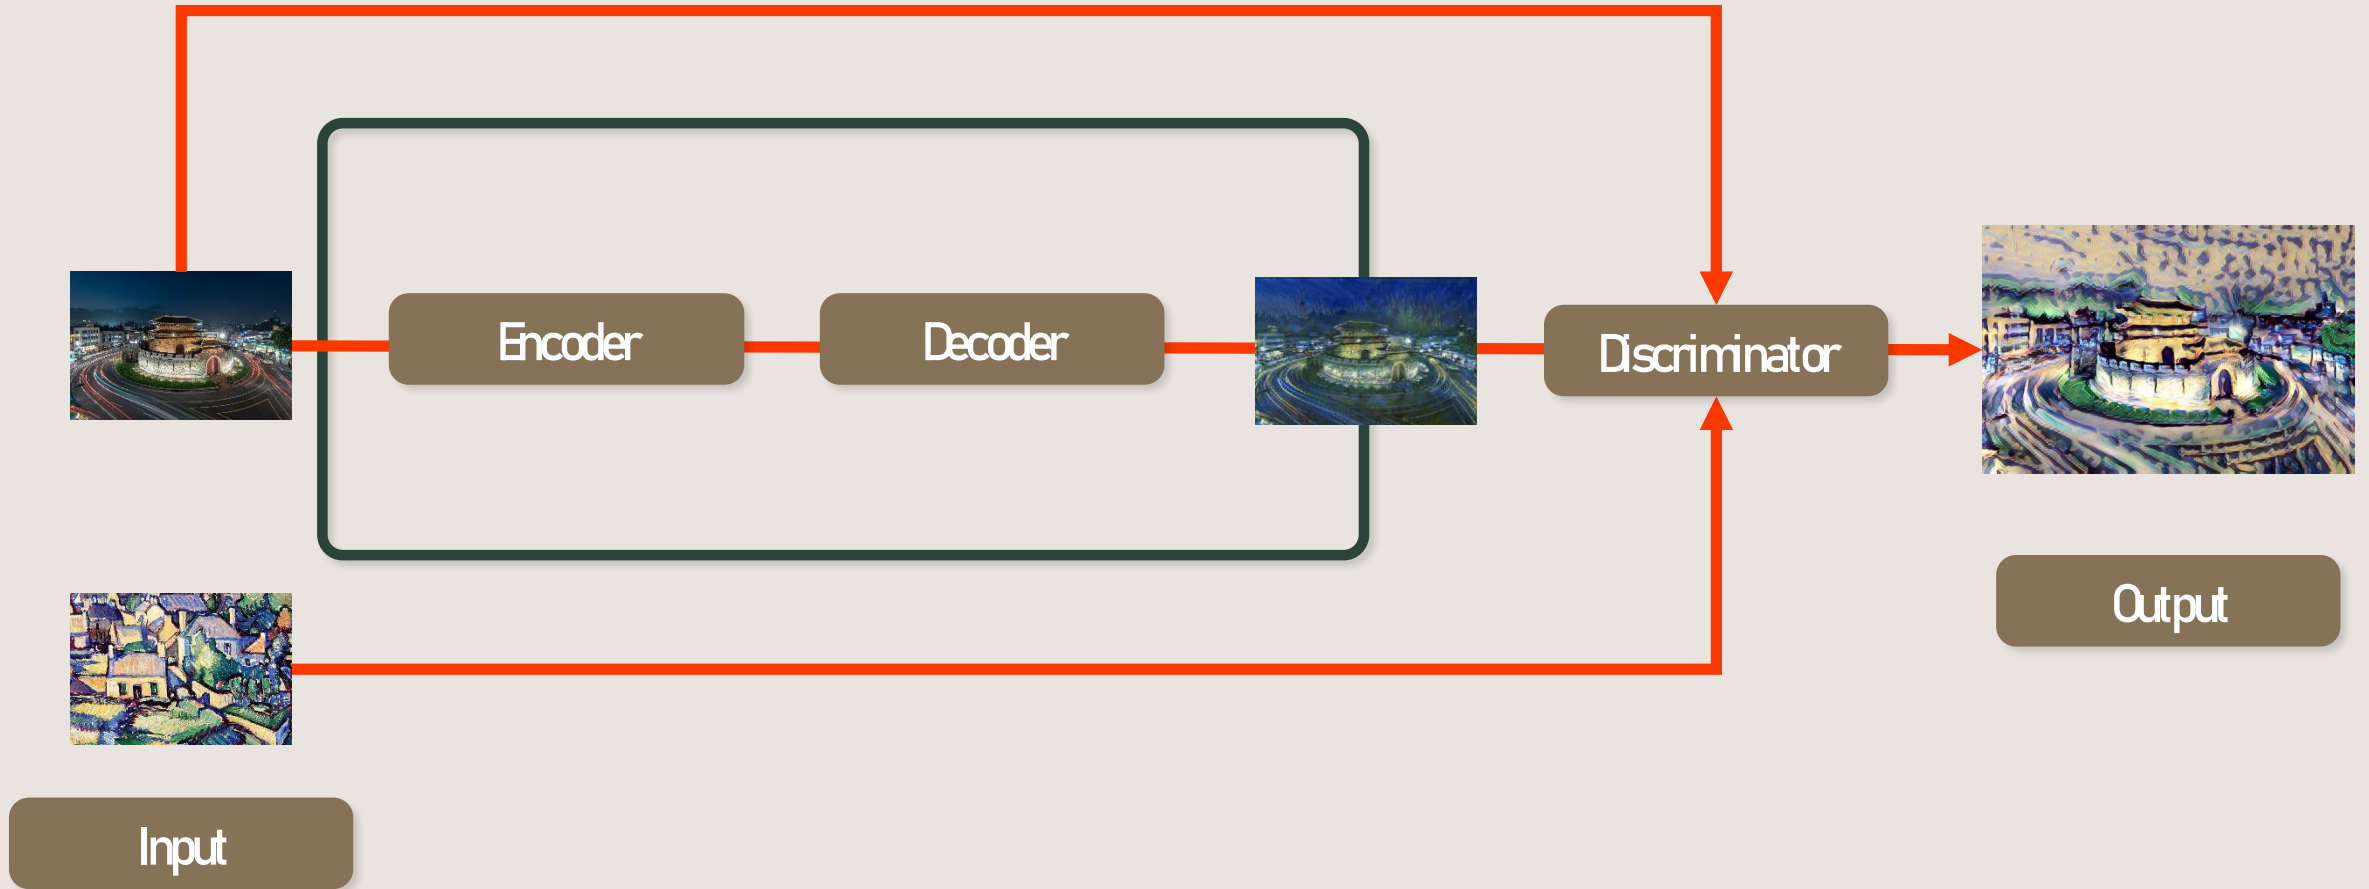 Encoder
Decoder
Discriminator
Output
Input